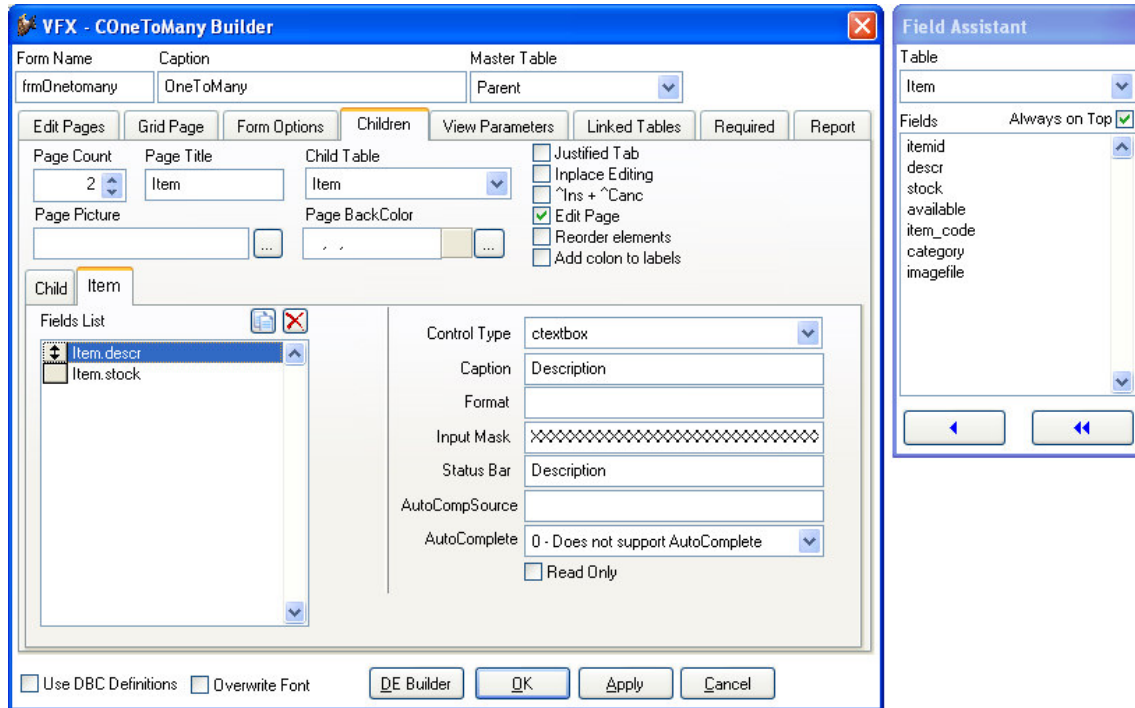 VFX - COneToMany Builder
Form Name Caption Master Table
frmOnetomany OneToMany Parent
Edit Pages Grid Page Form Options Children View Parameters Linked Tables Required Report
Page Count Page Title Child Table
2 Item Item
Page Picture Page BackColor
... , , ...
Justified Tab
Inplace Editing
^Ins + ^Canc
Edit Page
Reorder elements
Add colon to labels
Child Item
Fields List
Item.descr
Item.stock
Control Type ctextbox
Caption Description
Format
Input Mask XXXXXXXXXXXXXXXXXXXXXXXXXXXXXX
Status Bar Description
AutoCompSource
AutoComplete 0 - Does not support AutoComplete
Read Only
Use DBC Definitions Overwrite Font DE Builder OK Apply Cancel
Field Assistant
Table
Item
Fields Always on Top
itemid
descr
stock
available
item_code
category
imagefile